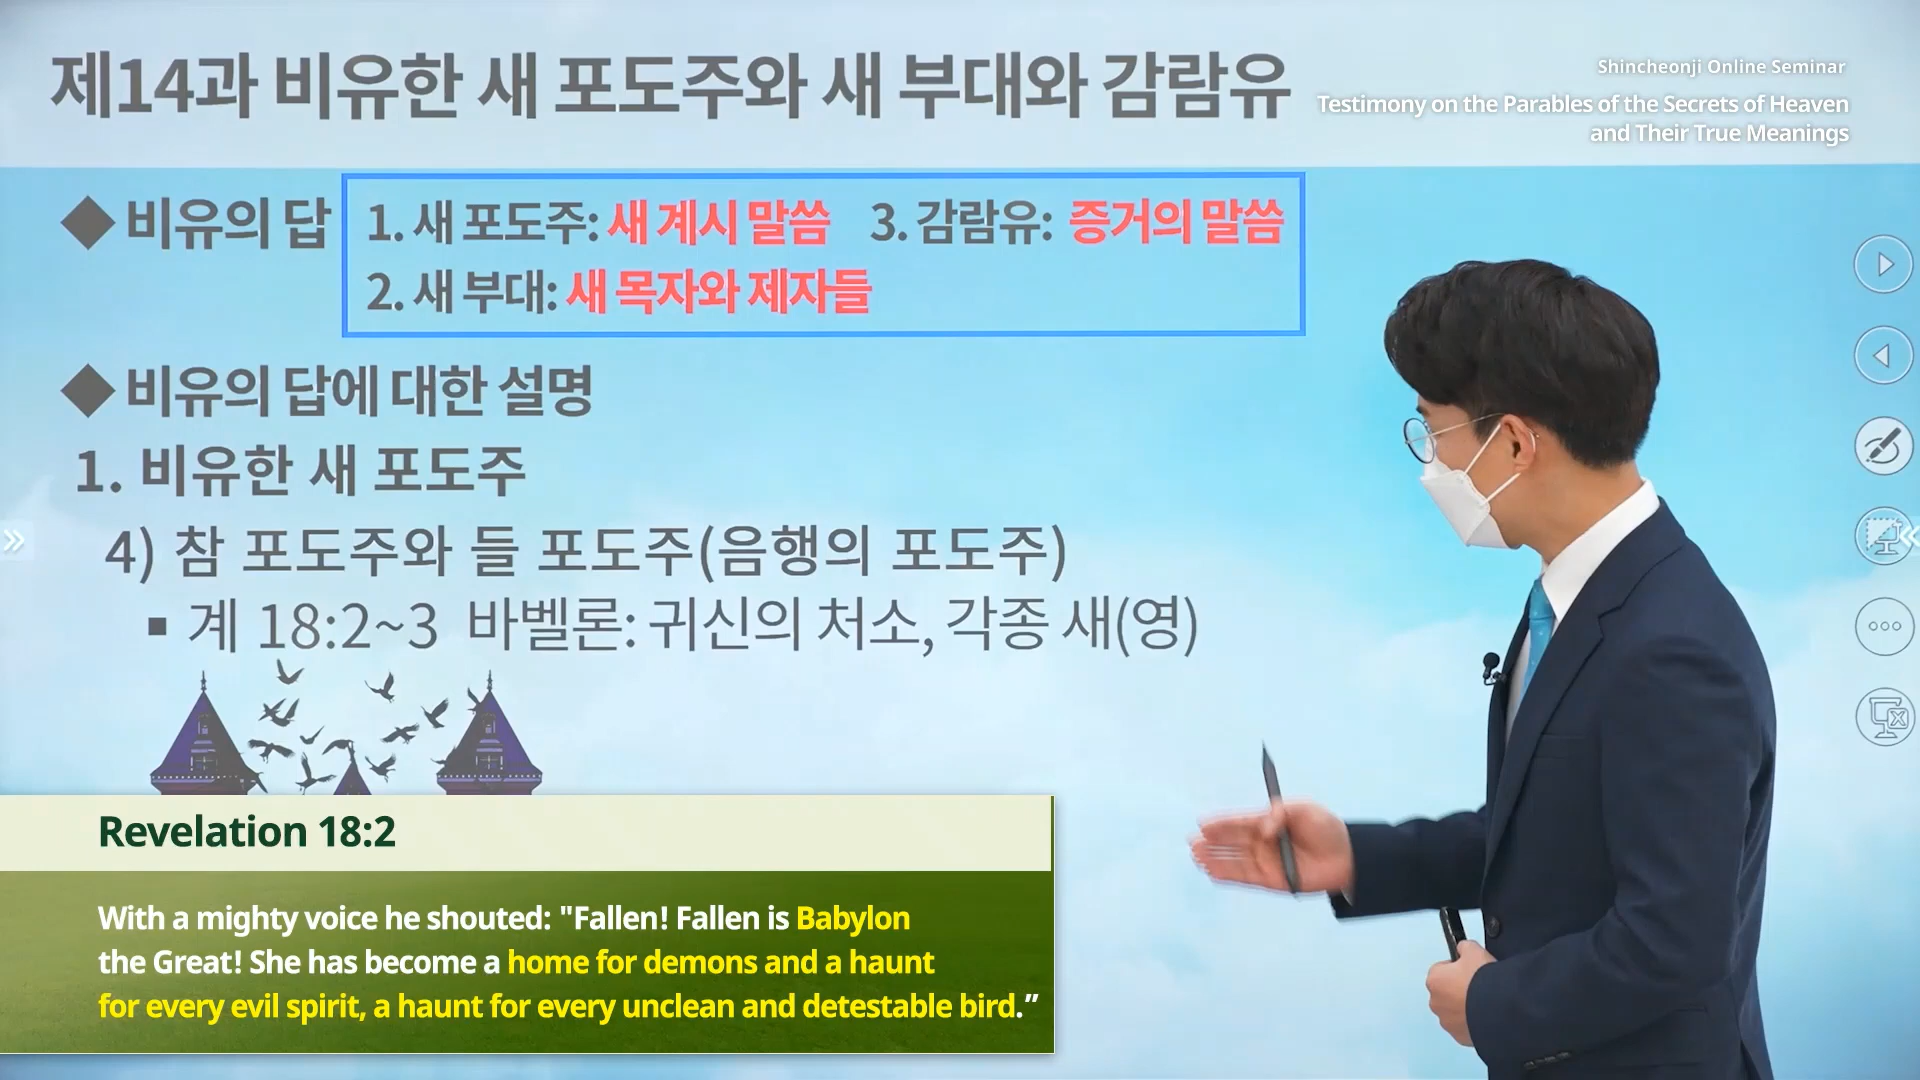 제14과 비유한 새 포도주와 새 부대와 감람유
Shincheonji Online Seminar
Testimony on the Parables of the Secrets of Heaven
and Their True Meanings
◆ 비유의 답
1. 새 포도주: 새 계시 말씀 3. 감람유: 증거의 말씀
2. 새 부대: 새 목자와 제자들
◆ 비유의 답에 대한 설명
1. 비유한 새 포도주
4) 참 포도주와 들 포도주(음행의 포도주)
▪ 계 18:2~3 바벨론: 귀신의 처소, 각종 새(영)
Revelation 18:2
With a mighty voice he shouted: "Fallen! Fallen is Babylon
the Great! She has become a home for demons and a haunt
for every evil spirit, a haunt for every unclean and detestable bird.”